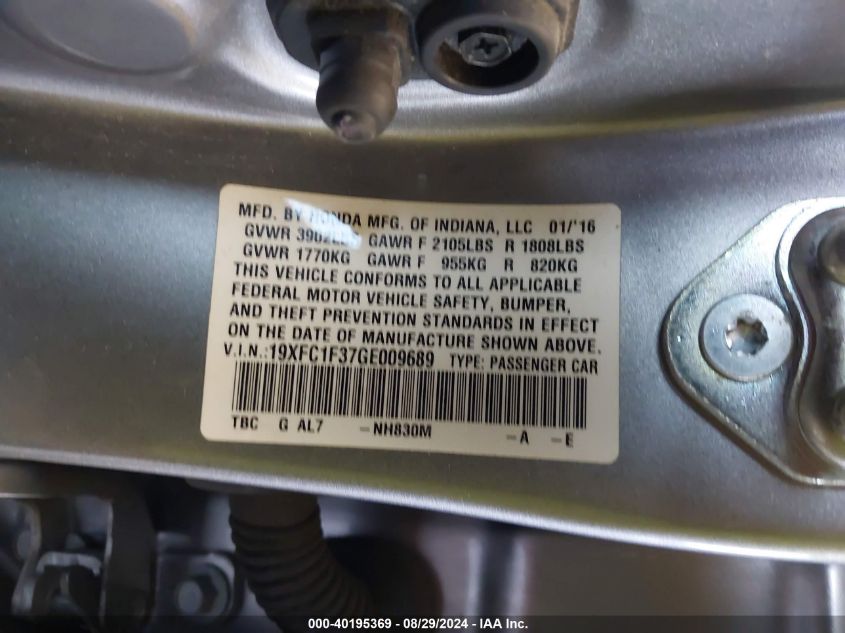 MFD. BY HONDA MFG. OF INDIANA, LLC 01/'16
GVWR 3902LBS GAWR F 2105LBS R 1808LBS
GVWR 1770KG GAWR F 955KG R 820KG
THIS VEHICLE CONFORMS TO ALL APPLICABLE
FEDERAL MOTOR VEHICLE SAFETY, BUMPER,
AND THEFT PREVENTION STANDARDS IN EFFECT
ON THE DATE OF MANUFACTURE SHOWN ABOVE.
V.I.N.:19XFC1F37GE009689 TYPE: PASSENGER CAR
TBC G AL7 –NH830M –A –E
000-40195369 - 08/29/2024 - IAA Inc.